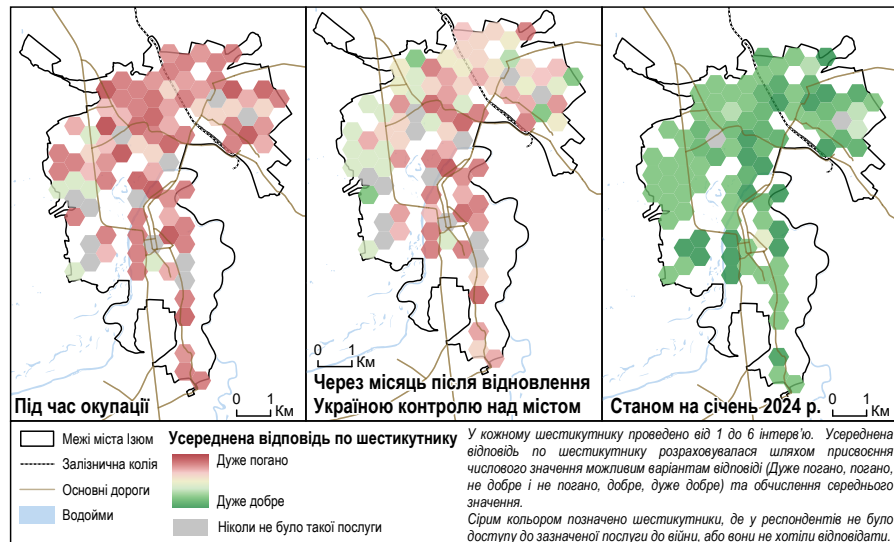 Під час окупації
0 1
Км
0 1
Км
Через місяць після відновлення
Україною контролю над містом
Станом на січень 2024 р.
0 1
Км
Межі міста Ізюм
Залізнична колія
Основні дороги
Водойми
Усереднена відповідь по шестикутнику
Дуже погано
Дуже добре
Ніколи не було такої послуги
У кожному шестикутнику проведено від 1 до 6 інтерв'ю. Усереднена
відповідь по шестикутнику розраховувалася шляхом присвоєння
числового значення можливим варіантам відповіді (Дуже погано, погано,
не добре і не погано, добре, дуже добре) та обчислення середнього
значення.
Сірим кольором позначено шестикутники, де у респондентів не було
доступу до зазначеної послуги до війни, або вони не хотіли відповідати.